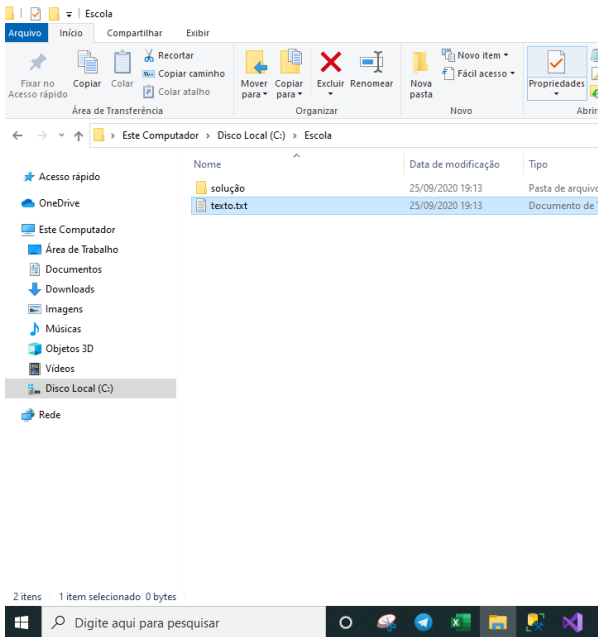 Escola
Arquivo Início Compartilhar Exibir
Fixar no Acesso rápido
Copiar
Colar
Recortar
Copiar caminho
Colar atalho
Mover para
Copiar para
Excluir
Renomear
Nova pasta
Novo item
Fácil acesso
Propriedades
Área de Transferência Organizar Novo Abrir
Este Computador Disco Local (C:) Escola
Nome Data de modificação Tipo
solução 25/09/2020 19:13 Pasta de arquivo
texto.txt 25/09/2020 19:13 Documento de
Acesso rápido
OneDrive
Este Computador
Área de Trabalho
Documentos
Downloads
Imagens
Músicas
Objetos 3D
Vídeos
Disco Local (C:)
Rede
2 itens 1 item selecionado 0 bytes
Digite aqui para pesquisar